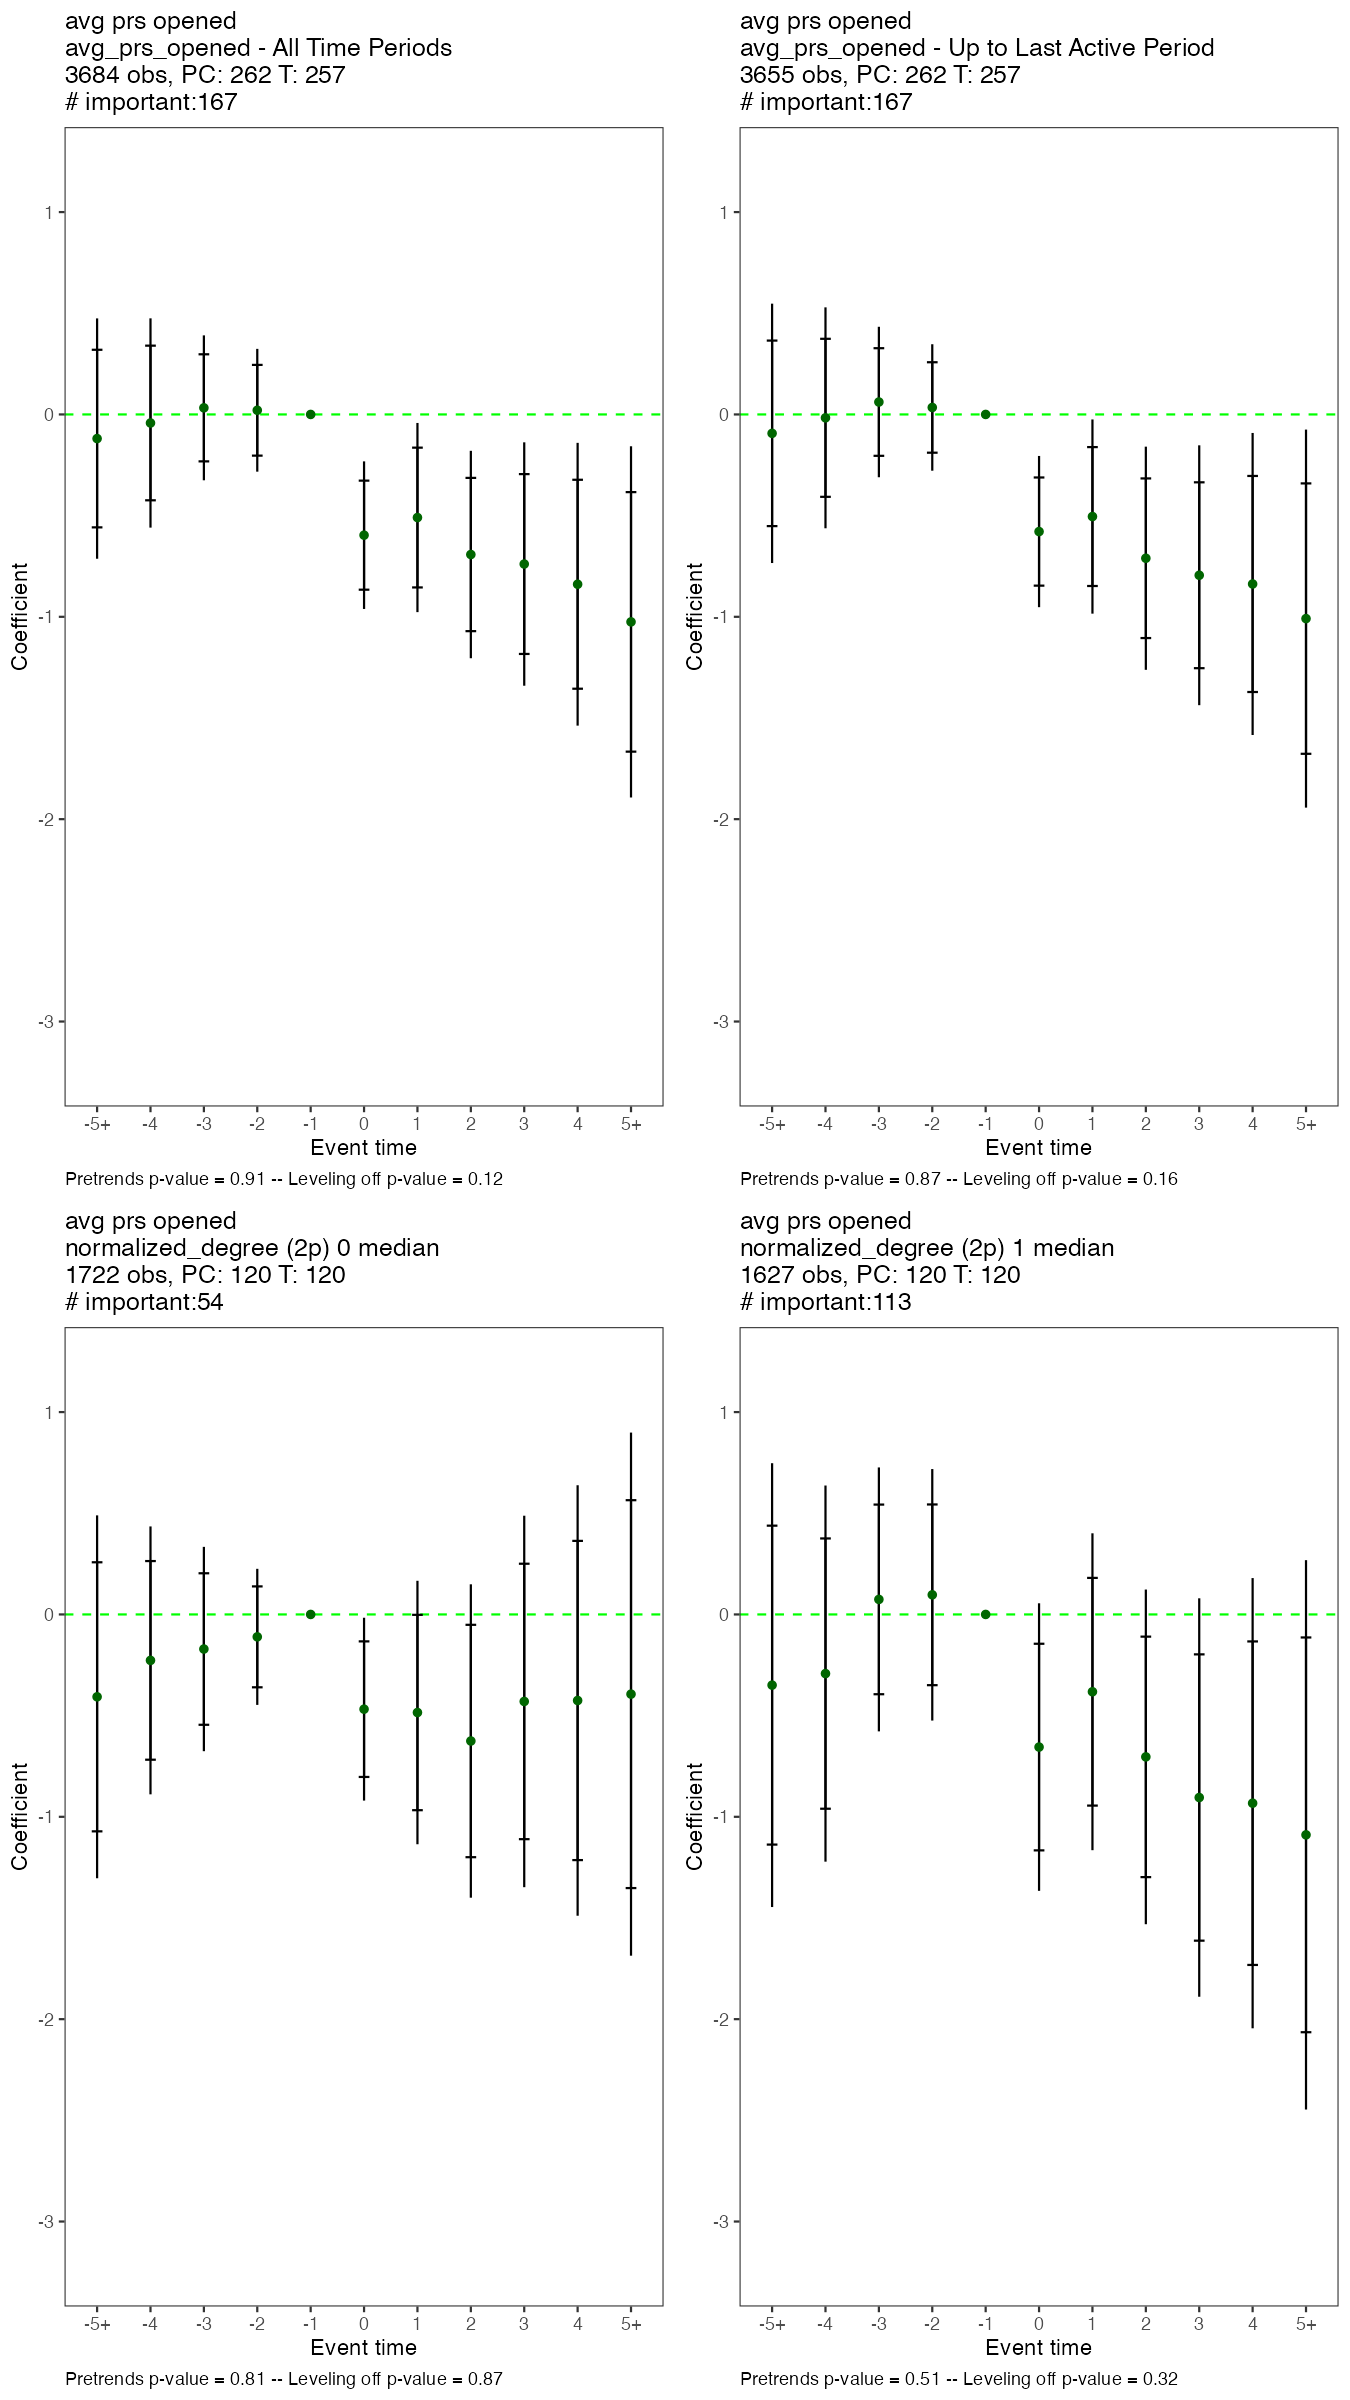 avg prs opened
avg_prs_opened - All Time Periods
3684 obs, PC: 262 T: 257
# important:167
1
0
-1
-2
-3
Coefficient
-5+ -4 -3 -2 -1 0 1 2 3 4 5+
Event time
Pretrends p-value = 0.91 -- Leveling off p-value = 0.12
avg prs opened
avg_prs_opened - Up to Last Active Period
3655 obs, PC: 262 T: 257
# important:167
1
0
-1
-2
-3
Coefficient
-5+ -4 -3 -2 -1 0 1 2 3 4 5+
Event time
Pretrends p-value = 0.87 -- Leveling off p-value = 0.16
avg prs opened
normalized_degree (2p) 0 median
1722 obs, PC: 120 T: 120
# important:54
1
0
-1
-2
-3
Coefficient
-5+ -4 -3 -2 -1 0 1 2 3 4 5+
Event time
Pretrends p-value = 0.81 -- Leveling off p-value = 0.87
avg prs opened
normalized_degree (2p) 1 median
1627 obs, PC: 120 T: 120
# important:113
1
0
-1
-2
-3
Coefficient
-5+ -4 -3 -2 -1 0 1 2 3 4 5+
Event time
Pretrends p-value = 0.51 -- Leveling off p-value = 0.32